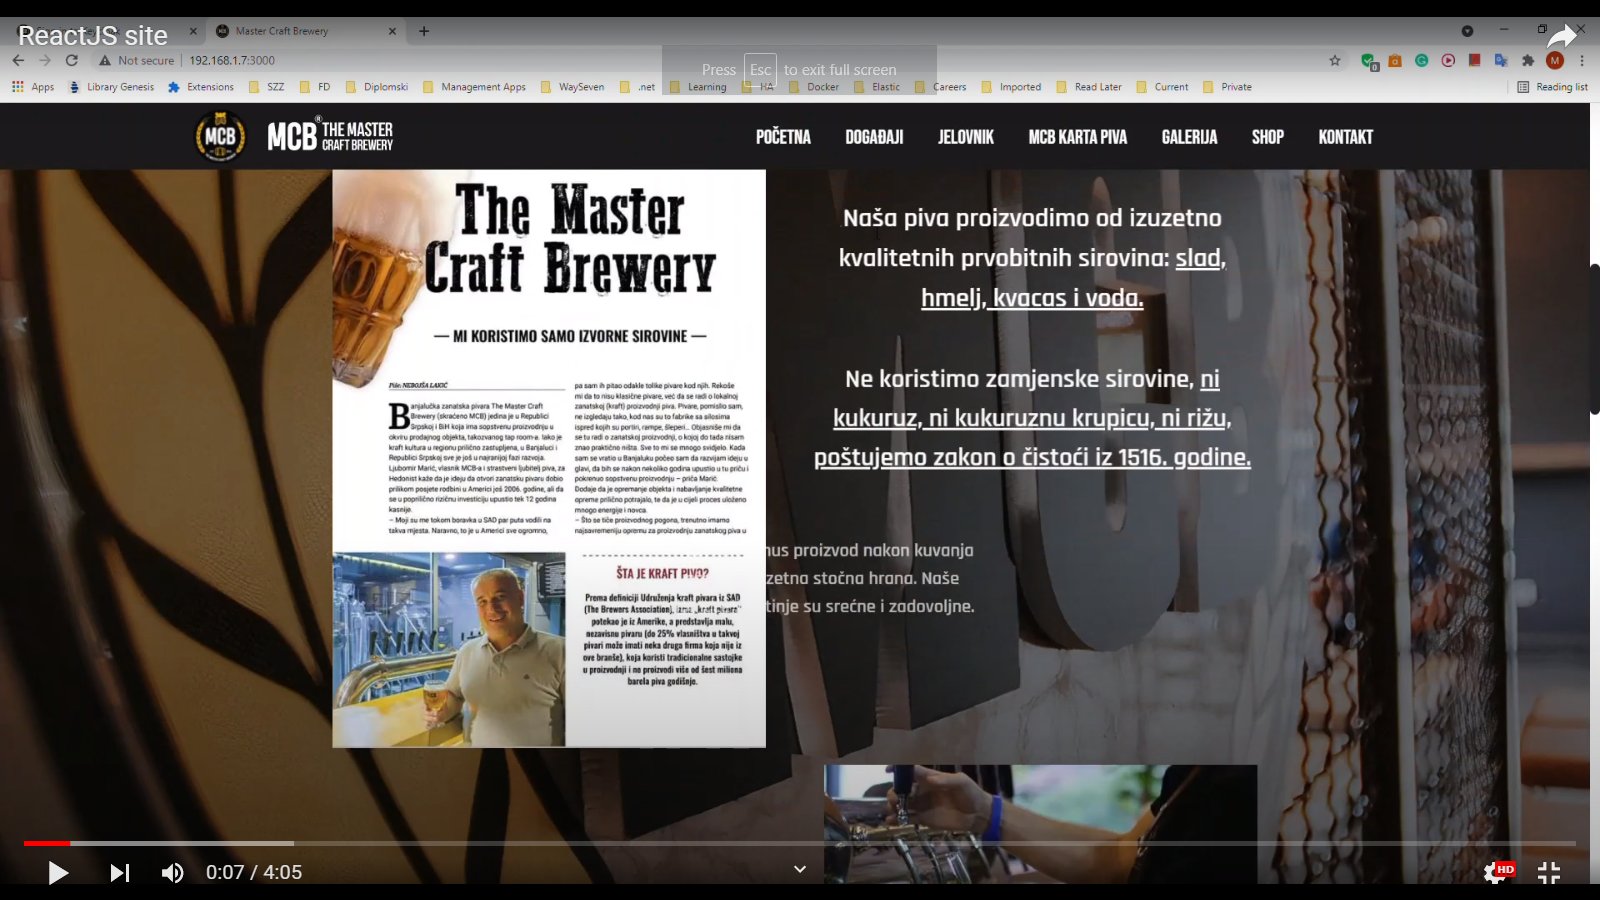 ReactJS site
Master Craft Brewery
Press Esc to exit full screen
Not secure
192.168.1.7:3000
Apps
Library Genesis
Extensions
SZZ
FD
Diplomski
Management Apps
WaySeven
.net
Learning
HA
Docker
Elastic
Careers
Imported
Read Later
Current
Private
Reading list
MCB
MCB® THE MASTER
CRAFT BREWERY
POČETNA
DOGAĐAJI
JELOVNIK
MCB KARTA PIVA
GALERIJA
SHOP
KONTAKT
The Master
Craft Brewery
— MI KORISTIMO SAMO IZVORNE SIROVINE —
Piše: NEBOJŠA LAKIĆ
Banjalučka zanatska pivara The Master Craft
Brewery (skraćeno MCB) jedina je u Republici
Srpskoj i BiH koja ima sopstvenu proizvodnju u
okviru prodajnog objekta, takozvanog tap room-a. Iako je
kraft kultura u regionu prilično zastupljena, u Banjaluci i
Republici Srpskoj sve je još u najranijoj fazi razvoja.
Ljubomir Marić, vlasnik MCB-a i strastveni ljubitelj piva, za
Hedonist kaže da je ideju da otvori zanatsku pivaru dobio
prilikom posjete rodbini u Americi još 2006. godine, ali da
se u poprilično rizičnu investiciju upustio tek 12 godina
kasnije.
– Moji su me tokom boravka u SAD par puta vodili na
takva mjesta. Naravno, to je u Americi sve ogromno,
pa sam ih pitao odakle tolike pivare kod njih. Rekoše
mi da to nisu klasične pivare, već da se radi o lokalnoj
zanatskoj (kraft) proizvodnji piva. Pivare, pomislio sam,
ne izgledaju tako, kod nas su to fabrike sa silosima
ispred kojih su portiri, rampe, šleperi... Objasniše mi da
se tu radi o zanatskoj proizvodnji, o kojoj do tada nisam
znao praktično ništa. Sve to mi se mnogo svidjelo. Kada
sam se vratio u Banjaluku počeo sam da razvijam ideju u
glavi, da bih se nakon nekoliko godina upustio u tu priču i
pokrenuo sopstvenu proizvodnju – priča Marić.
Dodaje da je opremanje objekta i nabavljanje kvalitetne
opreme prilično potrajalo, te da je u cijeli proces uloženo
mnogo energije i novca.
– Što se tiče proizvodnog pogona, trenutno imamo
najsavremeniju opremu za proizvodnju zanatskog piva u
ŠTA JE KRAFT PIVO?
Prema definiciji Udruženja kraft pivara iz SAD
(The Brewers Association), izraz „kraft pivara"
potekao je iz Amerike, a predstavlja malu,
nezavisnu pivaru (do 25% vlasništva u takvoj
pivari može imati neka druga firma koja nije iz
ove branše), koja koristi tradicionalne sastojke
u proizvodnji i ne proizvodi više od šest miliona
barela piva godišnje.
Naša piva proizvodimo od izuzetno
kvalitetnih prvobitnih sirovina: slad,
hmelj, kvacas i voda.
Ne koristimo zamjenske sirovine, ni
kukuruz, ni kukuruznu krupicu, ni rižu,
poštujemo zakon o čistoći iz 1516. godine.
nus proizvod nakon kuvanja
zetna stočna hrana. Naše
tinje su srećne i zadovoljne.
0:07 / 4:05
HD